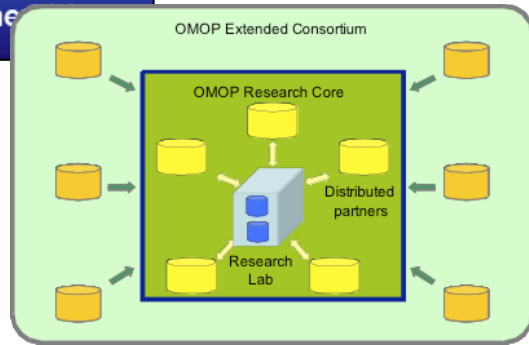 OMOP Extended Consortium
OMOP Research Core
Distributed
partners
Research
Lab